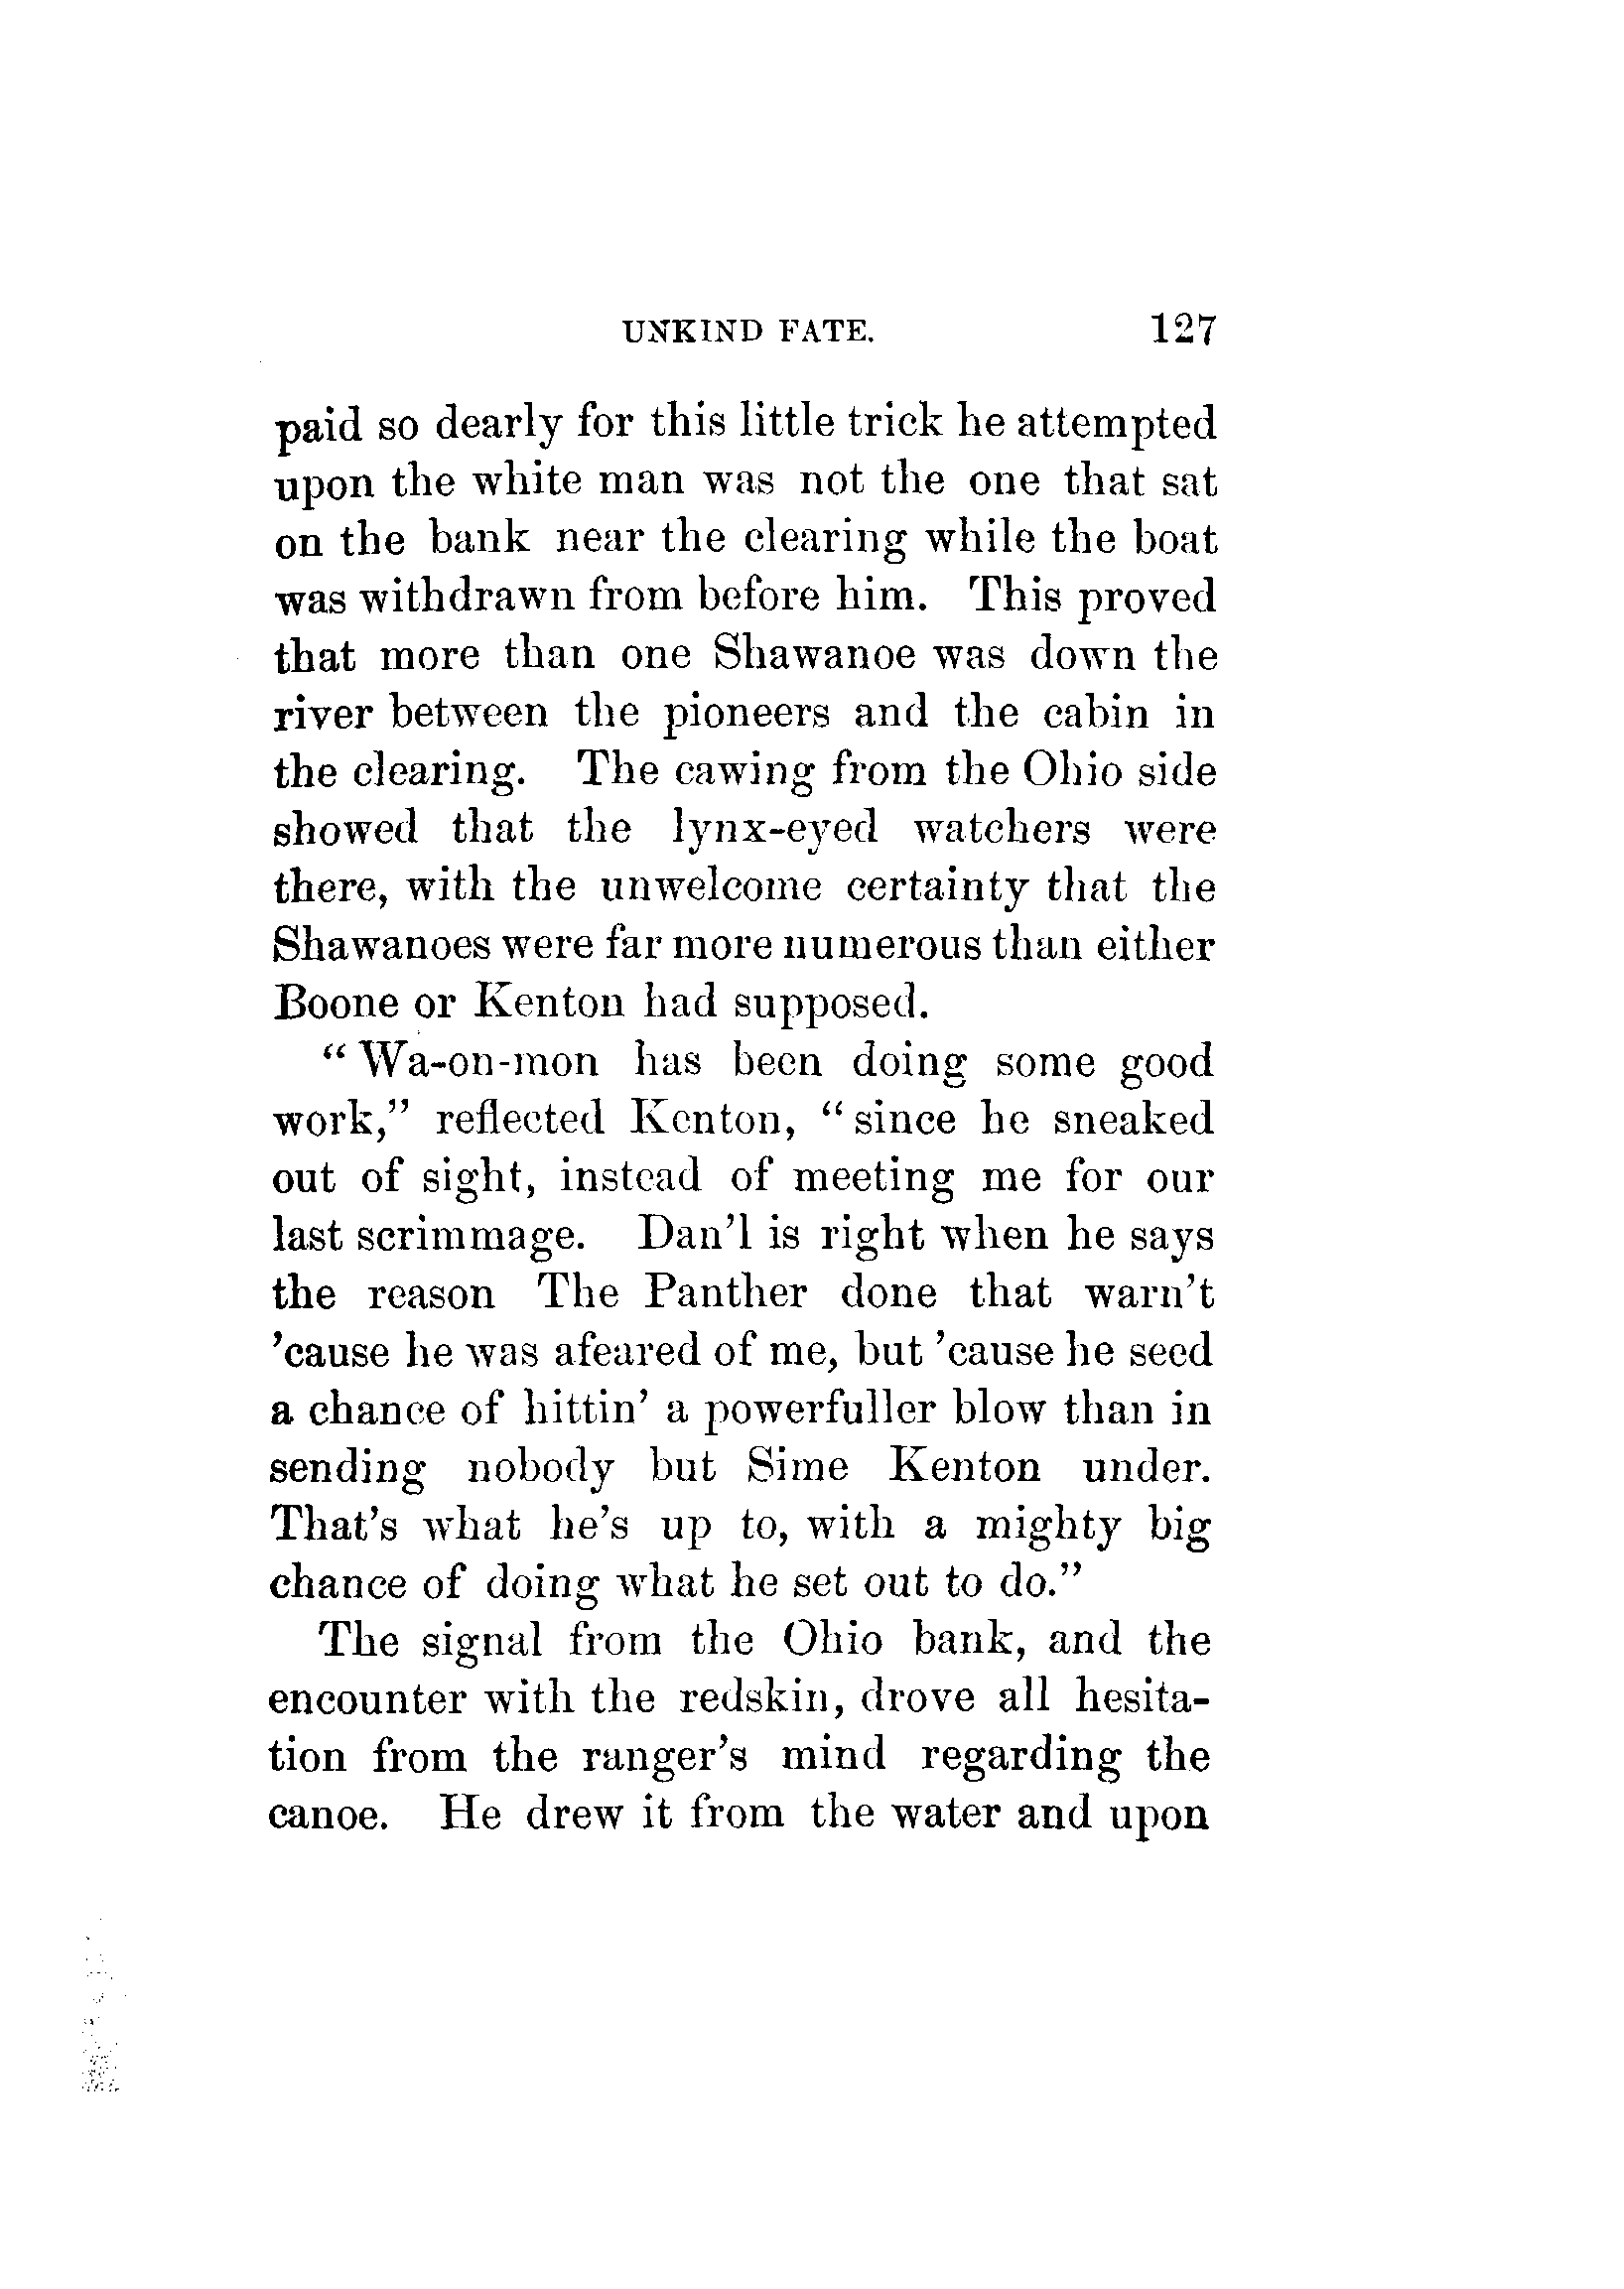 UNKIND FATE. 127
paid so dearly for this little trick he attempted
upon the white man was not the one that sat
on the bank near the clearing while the boat
was withdrawn from before him. This proved
that more than one Shawanoe was down the
river between the pioneers and the cabin in
the clearing. The cawing from the Ohio side
showed that the lynx-eyed watchers were
there, with the unwelcome certainty that the
Shawanoes were far more numerous than either
Boone or Kenton had supposed.
“Wa-on-mon has been doing some good
work,” reflected Kenton, “since he sneaked
out of sight, instead of meeting me for our
last scrimmage. Dan’l is right when he says
the reason The Panther done that warn’t
’cause he was afeared of me, but ’cause he seed
a chance of hittin’ a powerfuller blow than in
sending nobody but Sime Kenton under.
That’s what he’s up to, with a mighty big
chance of doing what he set out to do.”
The signal from the Ohio bank, and the
encounter with the redskin, drove all hesita-
tion from the ranger’s mind regarding the
canoe. He drew it from the water and upon